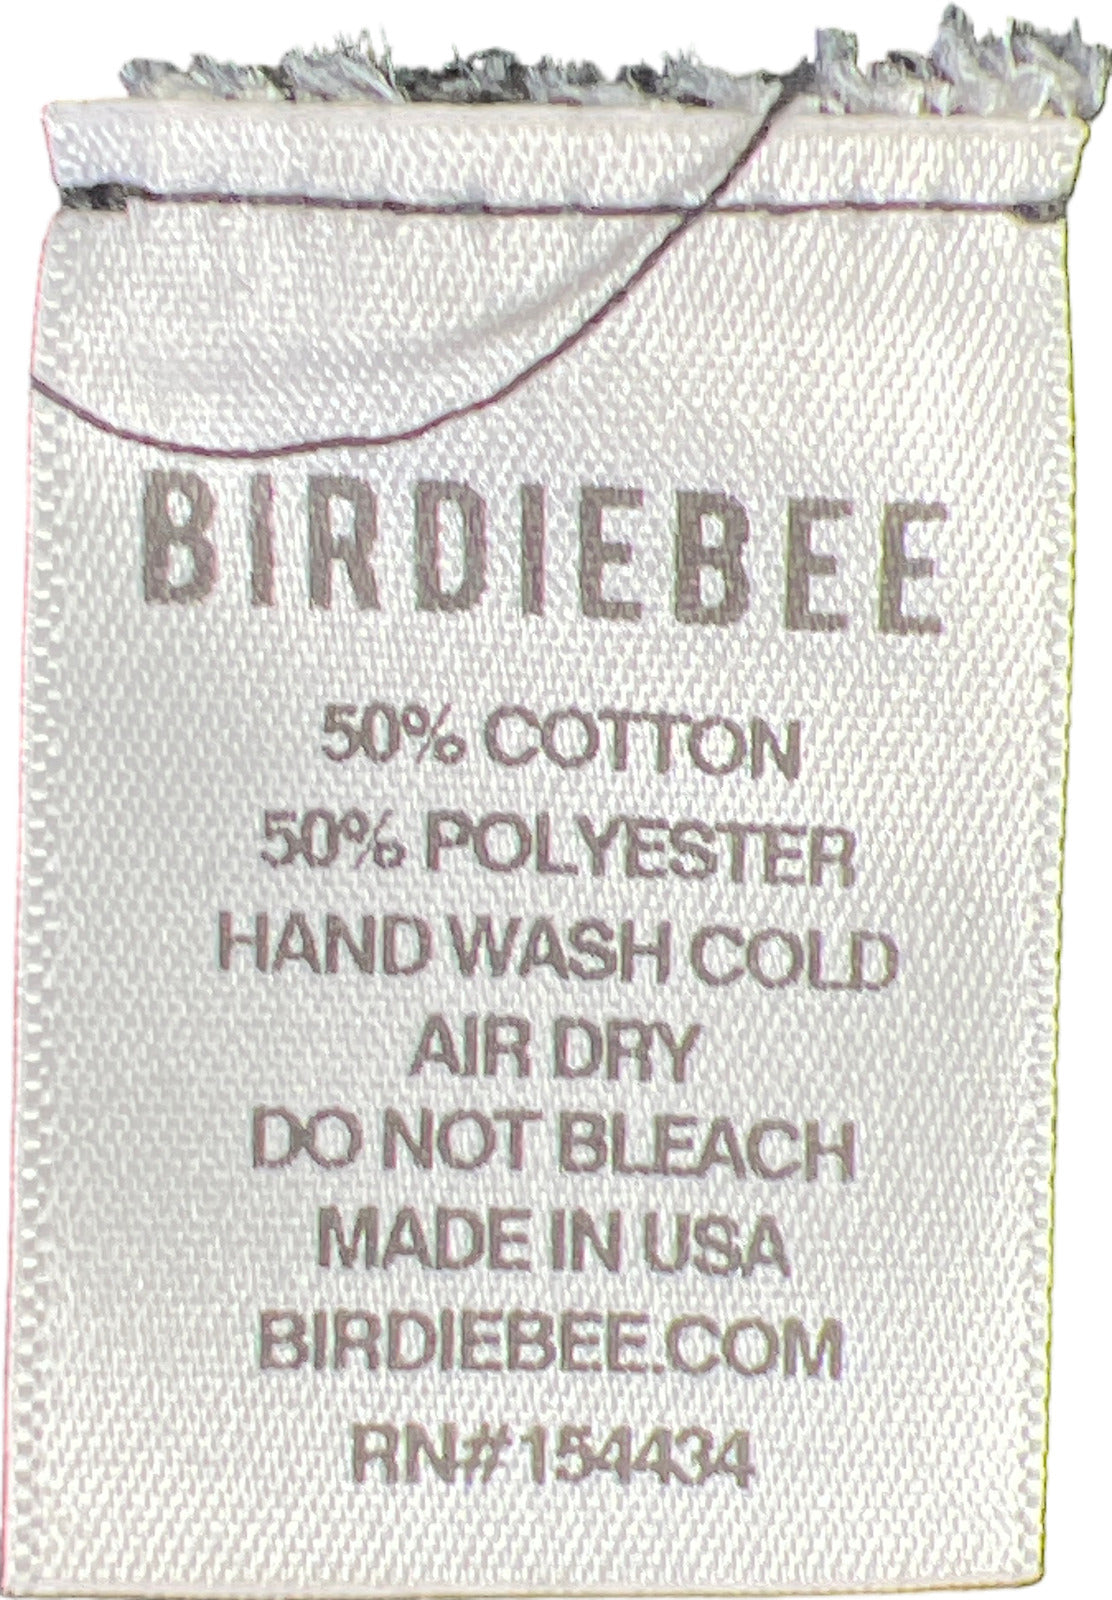 BIRDIEBEE
50% COTTON
50% POLYESTER
HAND WASH COLD
AIR DRY
DO NOT BLEACH
MADE IN USA
BIRDIEBEE.COM
RN#154434